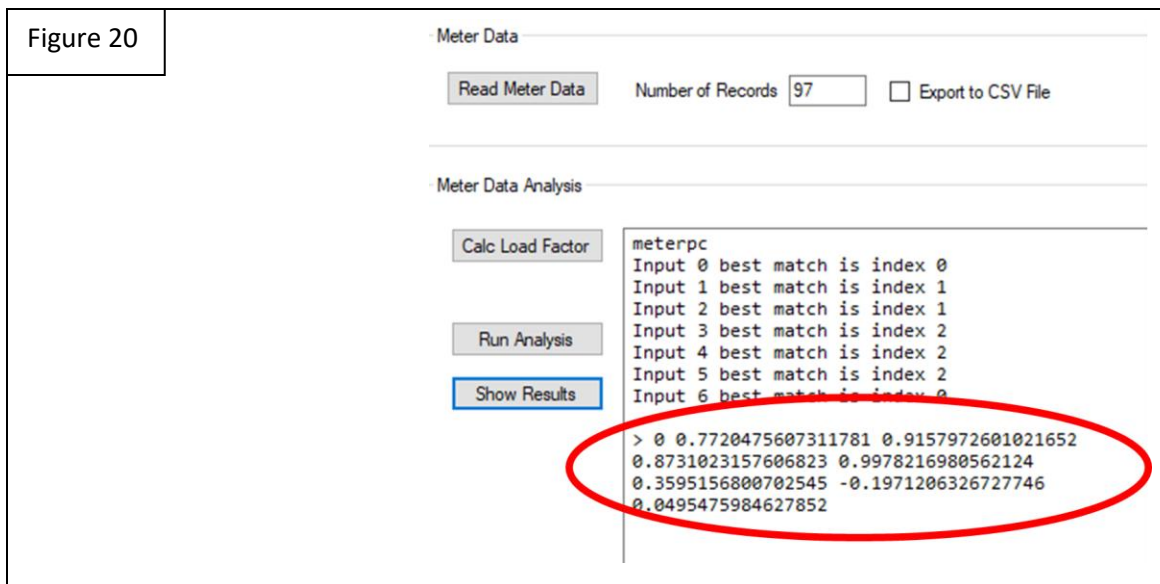 Figure 20
Meter Data
Read Meter Data Number of Records 97 Export to CSV File
Meter Data Analysis
Calc Load Factor
Run Analysis
Show Results
meterpc
Input 0 best match is index 0
Input 1 best match is index 1
Input 2 best match is index 1
Input 3 best match is index 2
Input 4 best match is index 2
Input 5 best match is index 2
Input 6 best match is index 0
> 0 0.7720475607311781 0.9157972601021652
0.8731023157606823 0.9978216980562124
0.3595156800702545 -0.1971206326727746
0.0495475984627852